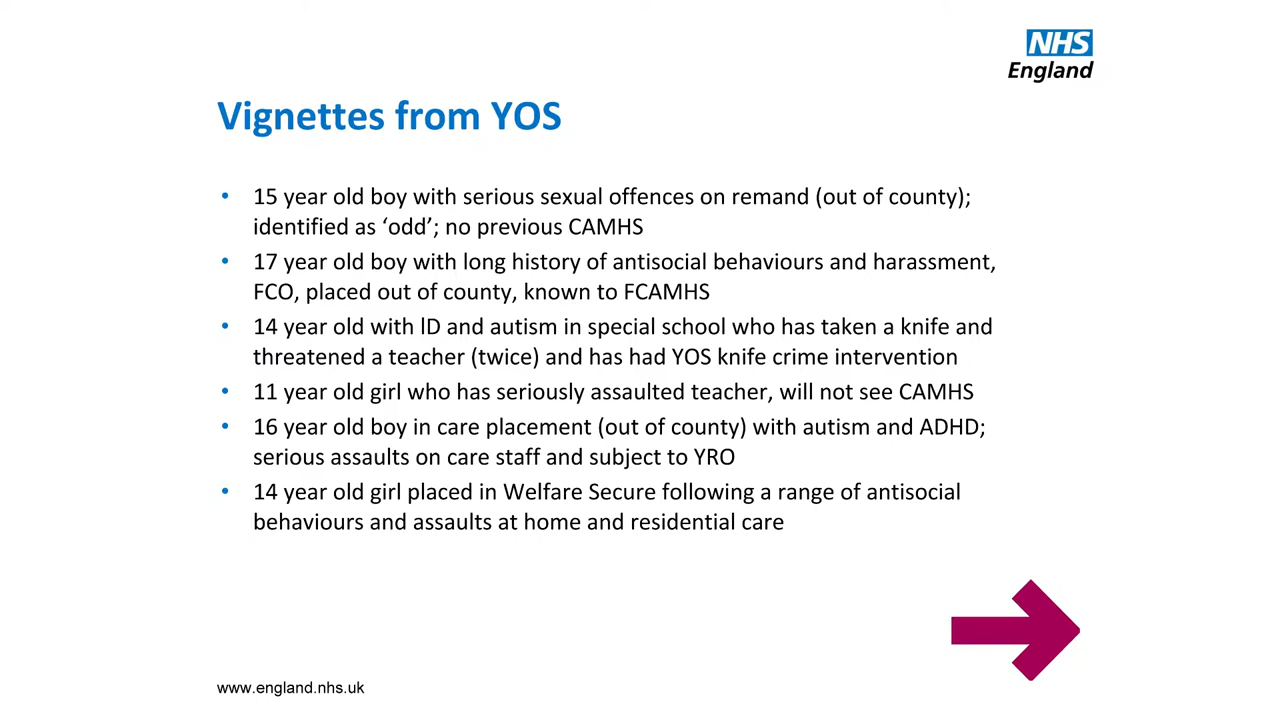 NHS
England
Vignettes from YOS
• 15 year old boy with serious sexual offences on remand (out of county);
identified as ‘odd’; no previous CAMHS
• 17 year old boy with long history of antisocial behaviours and harassment,
FCO, placed out of county, known to FCAMHS
• 14 year old with lD and autism in special school who has taken a knife and
threatened a teacher (twice) and has had YOS knife crime intervention
• 11 year old girl who has seriously assaulted teacher, will not see CAMHS
• 16 year old boy in care placement (out of county) with autism and ADHD;
serious assaults on care staff and subject to YRO
• 14 year old girl placed in Welfare Secure following a range of antisocial
behaviours and assaults at home and residential care
www.england.nhs.uk